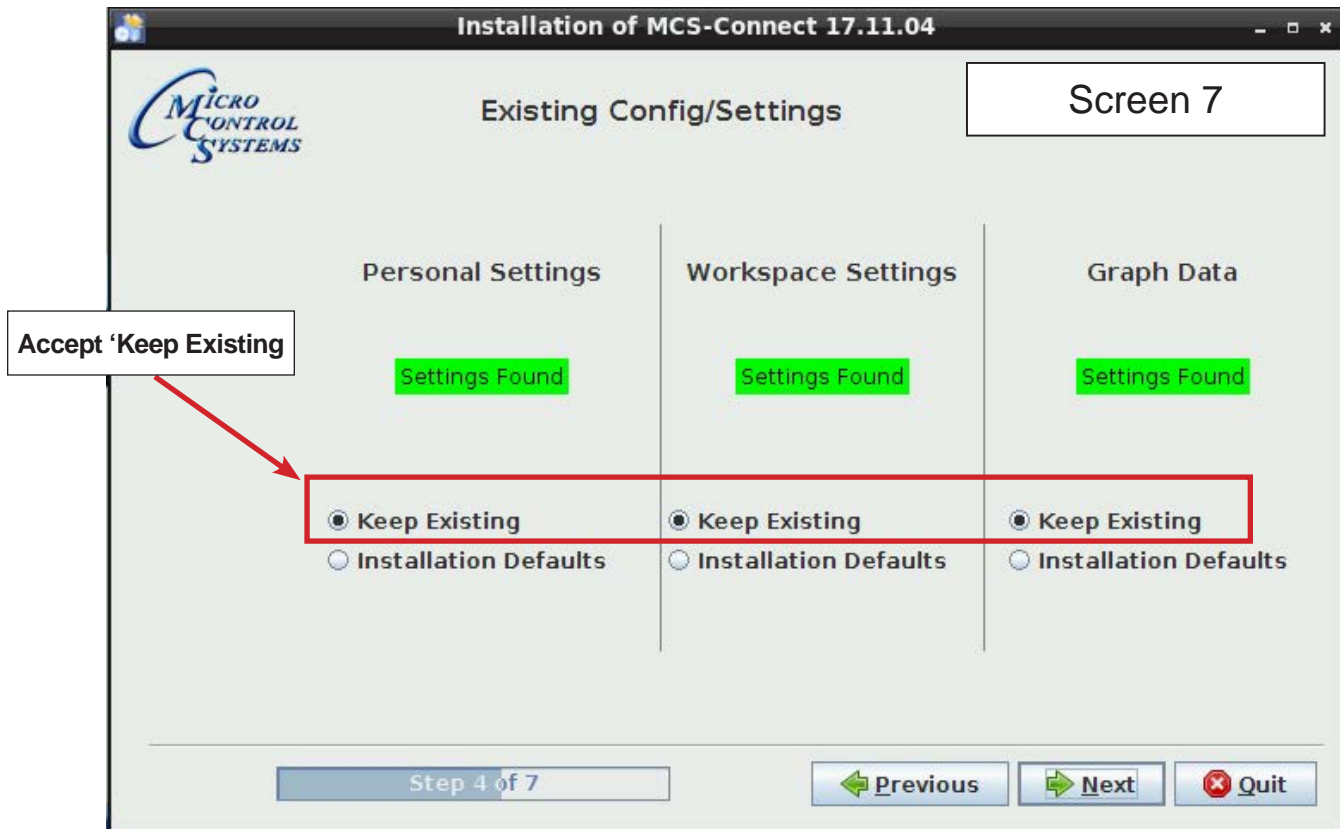 Installation of MCS-Connect 17.11.04
MICRO
CONTROL
SYSTEMS
Existing Config/Settings
Screen 7
Personal Settings
Workspace Settings
Graph Data
Accept ‘Keep Existing
Settings Found
Settings Found
Settings Found
Keep Existing
Keep Existing
Keep Existing
Installation Defaults
Installation Defaults
Installation Defaults
Step 4 of 7
Previous
Next
Quit